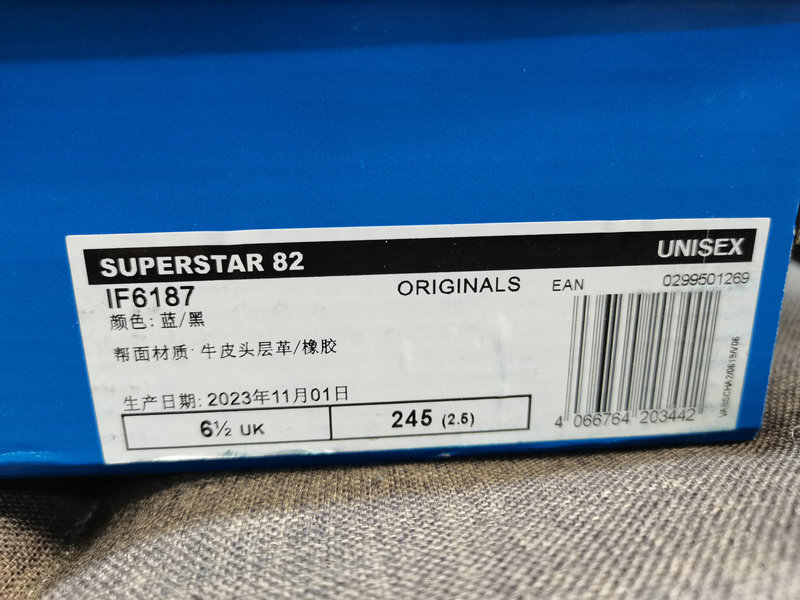 SUPERSTAR 82 UNISEX
IF6187 ORIGINALS EAN 0299501269
颜色: 蓝/黑
帮面材质: 牛皮头层革/橡胶
生产日期: 2023年11月01日
6½ UK 245 (2.5)
4 066764 203442